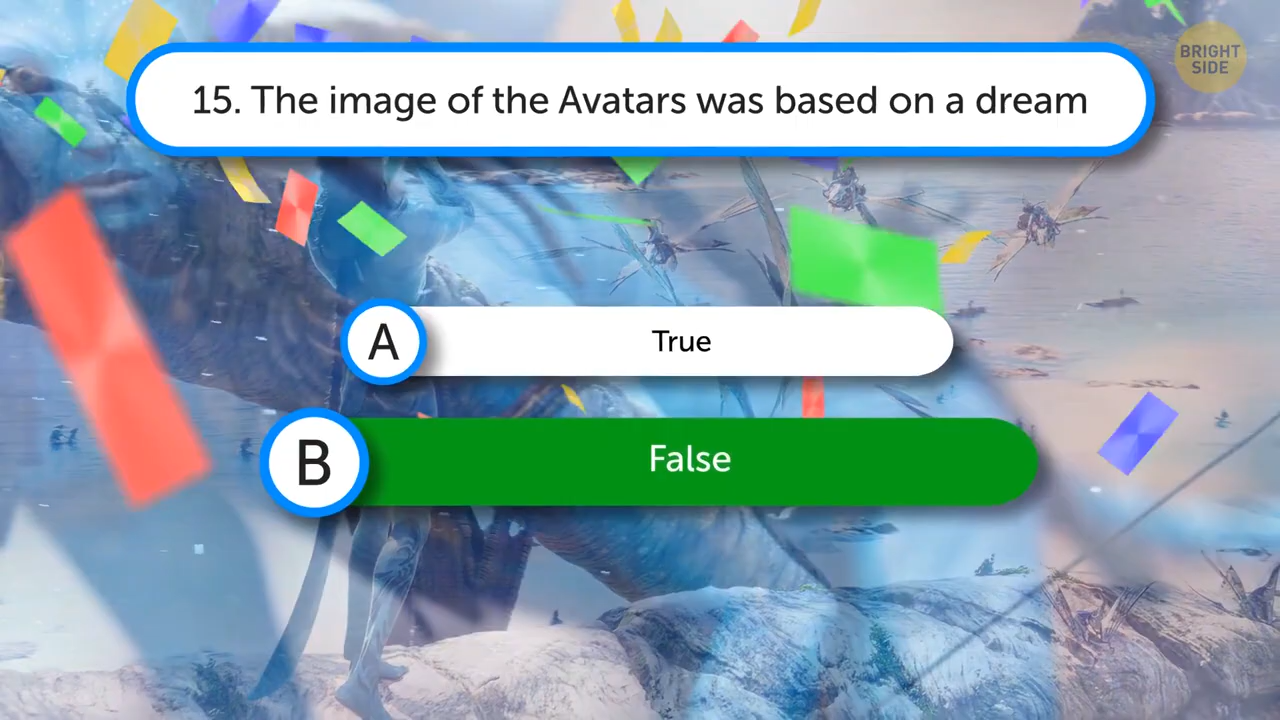 BRIGHT
SIDE
15. The image of the Avatars was based on a dream
A True
B False